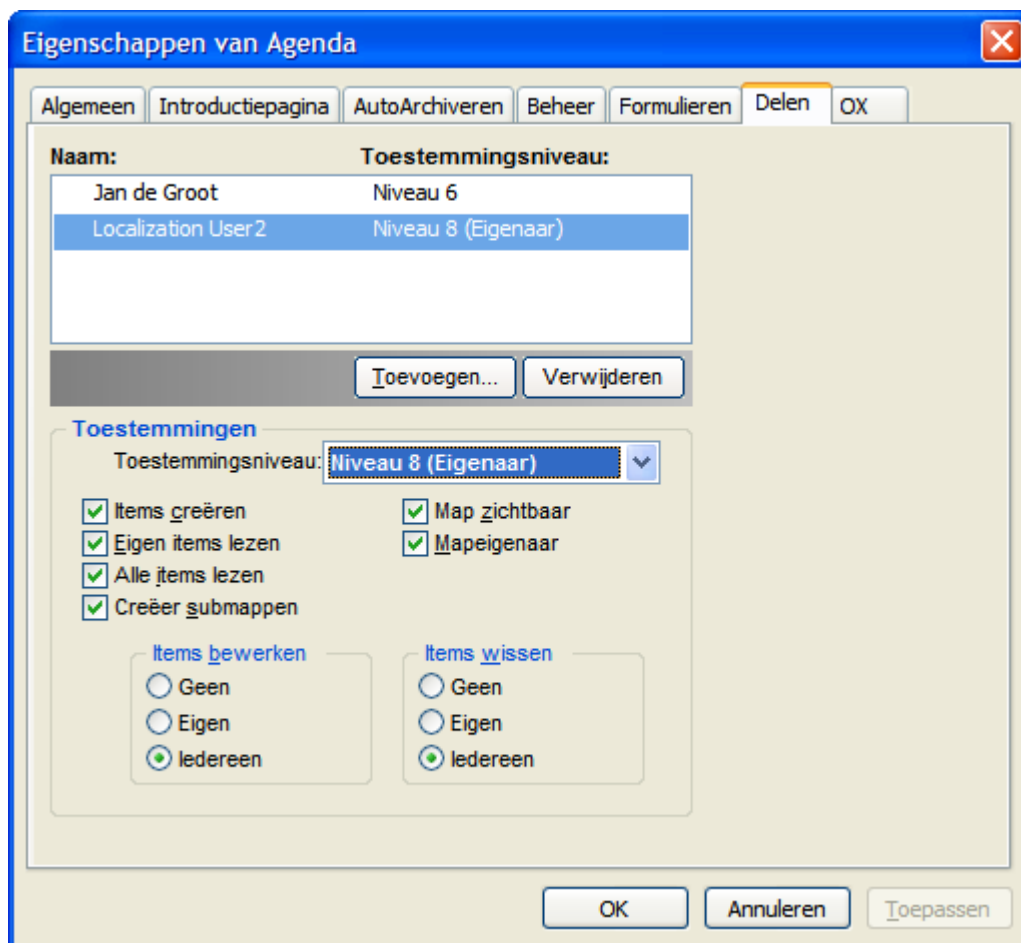 Eigenschappen van Agenda
Algemeen Introductiepagina AutoArchiveren Beheer Formulieren Delen OX
Naam: Toestemmingsniveau:
Jan de Groot Niveau 6
Localization User2 Niveau 8 (Eigenaar)
Toevoegen... Verwijderen
Toestemmingen
Toestemmingsniveau: Niveau 8 (Eigenaar)
Items creëren Map zichtbaar
Eigen items lezen Mapeigenaar
Alle items lezen
Creëer submappen
Items bewerken Items wissen
Geen Geen
Eigen Eigen
Iedereen Iedereen
OK Annuleren Toepassen